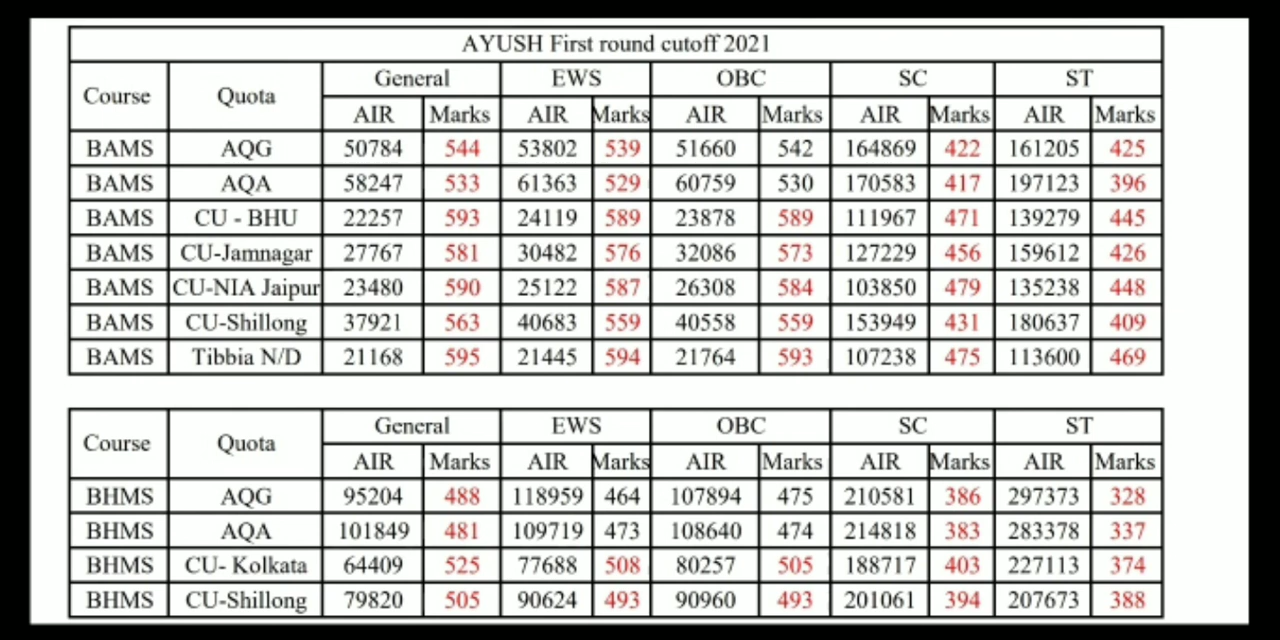 AYUSH First round cutoff 2021
Course Quota General EWS OBC SC ST
AIR Marks AIR Marks AIR Marks AIR Marks AIR Marks
BAMS AQG 50784 544 53802 539 51660 542 164869 422 161205 425
BAMS AQA 58247 533 61363 529 60759 530 170583 417 197123 396
BAMS CU - BHU 22257 593 24119 589 23878 589 111967 471 139279 445
BAMS CU-Jamnagar 27767 581 30482 576 32086 573 127229 456 159612 426
BAMS CU-NIA Jaipur 23480 590 25122 587 26308 584 103850 479 135238 448
BAMS CU-Shillong 37921 563 40683 559 40558 559 153949 431 180637 409
BAMS Tibbia N/D 21168 595 21445 594 21764 593 107238 475 113600 469
Course Quota General EWS OBC SC ST
AIR Marks AIR Marks AIR Marks AIR Marks AIR Marks
BHMS AQG 95204 488 118959 464 107894 475 210581 386 297373 328
BHMS AQA 101849 481 109719 473 108640 474 214818 383 283378 337
BHMS CU- Kolkata 64409 525 77688 508 80257 505 188717 403 227113 374
BHMS CU-Shillong 79820 505 90624 493 90960 493 201061 394 207673 388